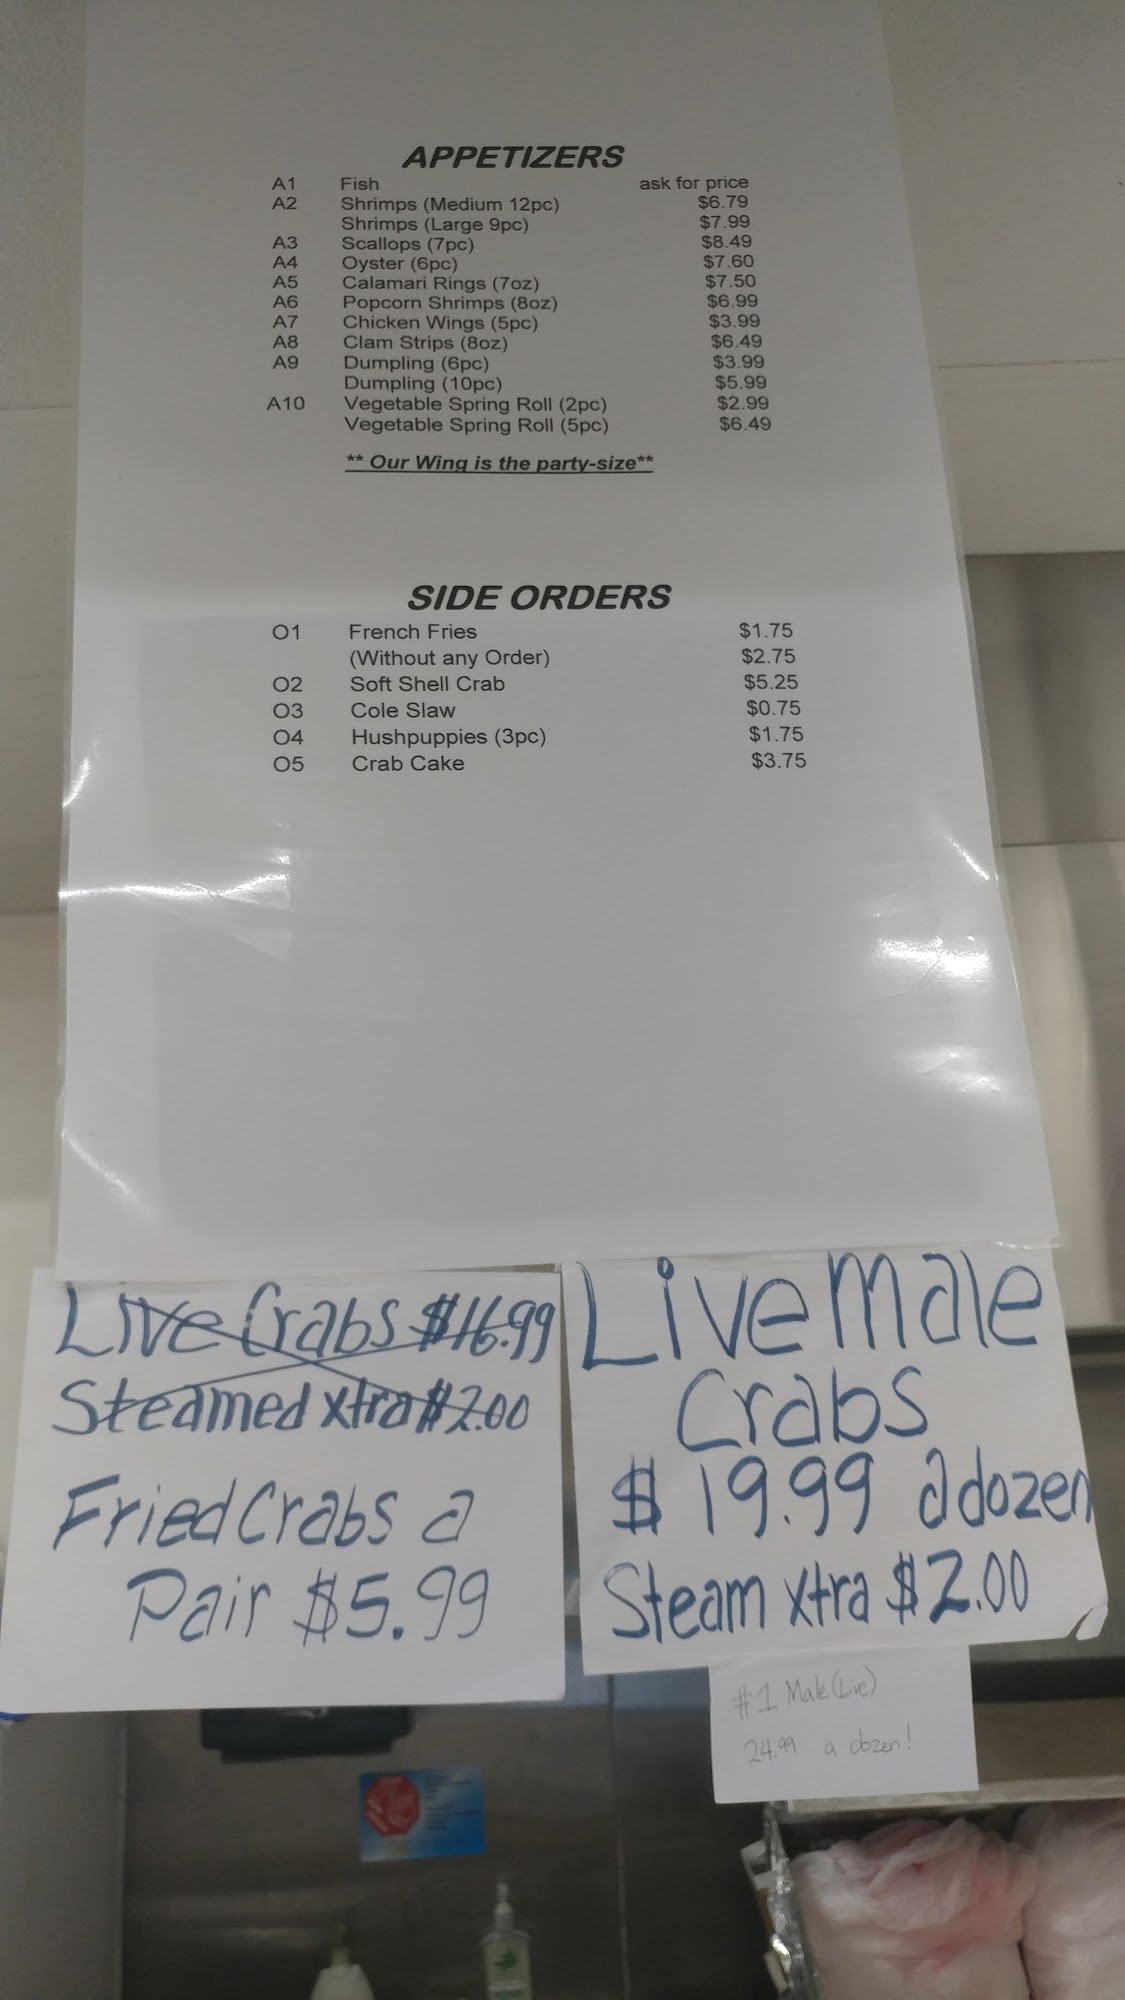 APPETIZERS
A1 Fish ask for price
A2 Shrimps (Medium 12pc) $6.79
Shrimps (Large 9pc) $7.99
A3 Scallops (7pc) $8.49
A4 Oyster (6pc) $7.60
A5 Calamari Rings (7oz) $7.50
A6 Popcorn Shrimps (8oz) $6.99
A7 Chicken Wings (5pc) $3.99
A8 Clam Strips (8oz) $6.49
A9 Dumpling (6pc) $3.99
Dumpling (10pc) $5.99
A10 Vegetable Spring Roll (2pc) $2.99
Vegetable Spring Roll (5pc) $6.49
** Our Wing is the party-size**
SIDE ORDERS
O1 French Fries $1.75
(Without any Order) $2.75
O2 Soft Shell Crab $5.25
O3 Cole Slaw $0.75
O4 Hushpuppies (3pc) $1.75
O5 Crab Cake $3.75
Live Crabs $16.99
Steamed xtra $2.00
Fried Crabs a
Pair $5.99
Live male
Crabs
$19.99 a dozen
Steam xtra $2.00
#1 Male (Live)
24.99 a dozen!